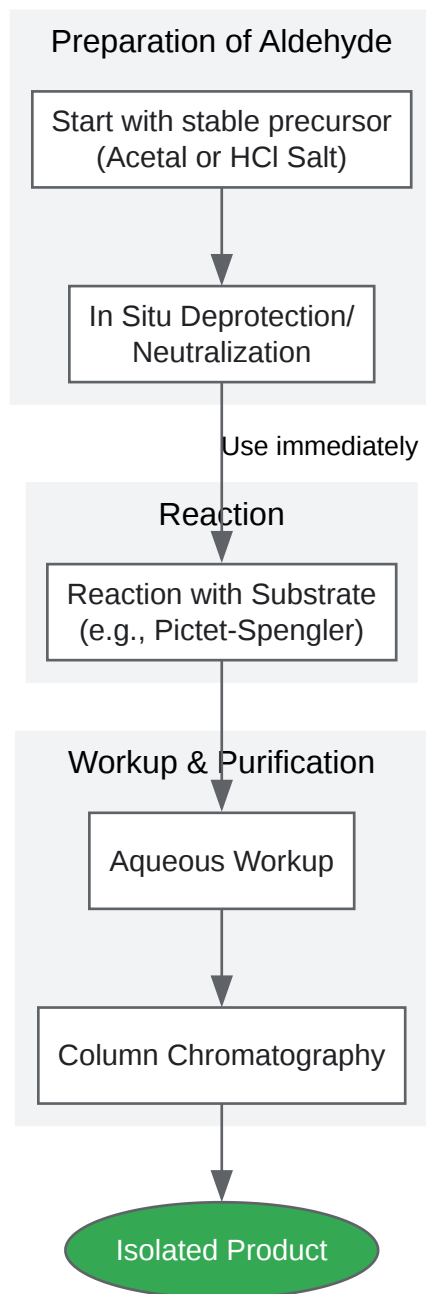 Preparation of Aldehyde
Start with stable precursor
(Acetal or HCl Salt)
In Situ Deprotection/
Neutralization
Use immediately
Reaction
Reaction with Substrate
(e.g., Pictet-Spengler)
Workup & Purification
Aqueous Workup
Column Chromatography
Isolated Product